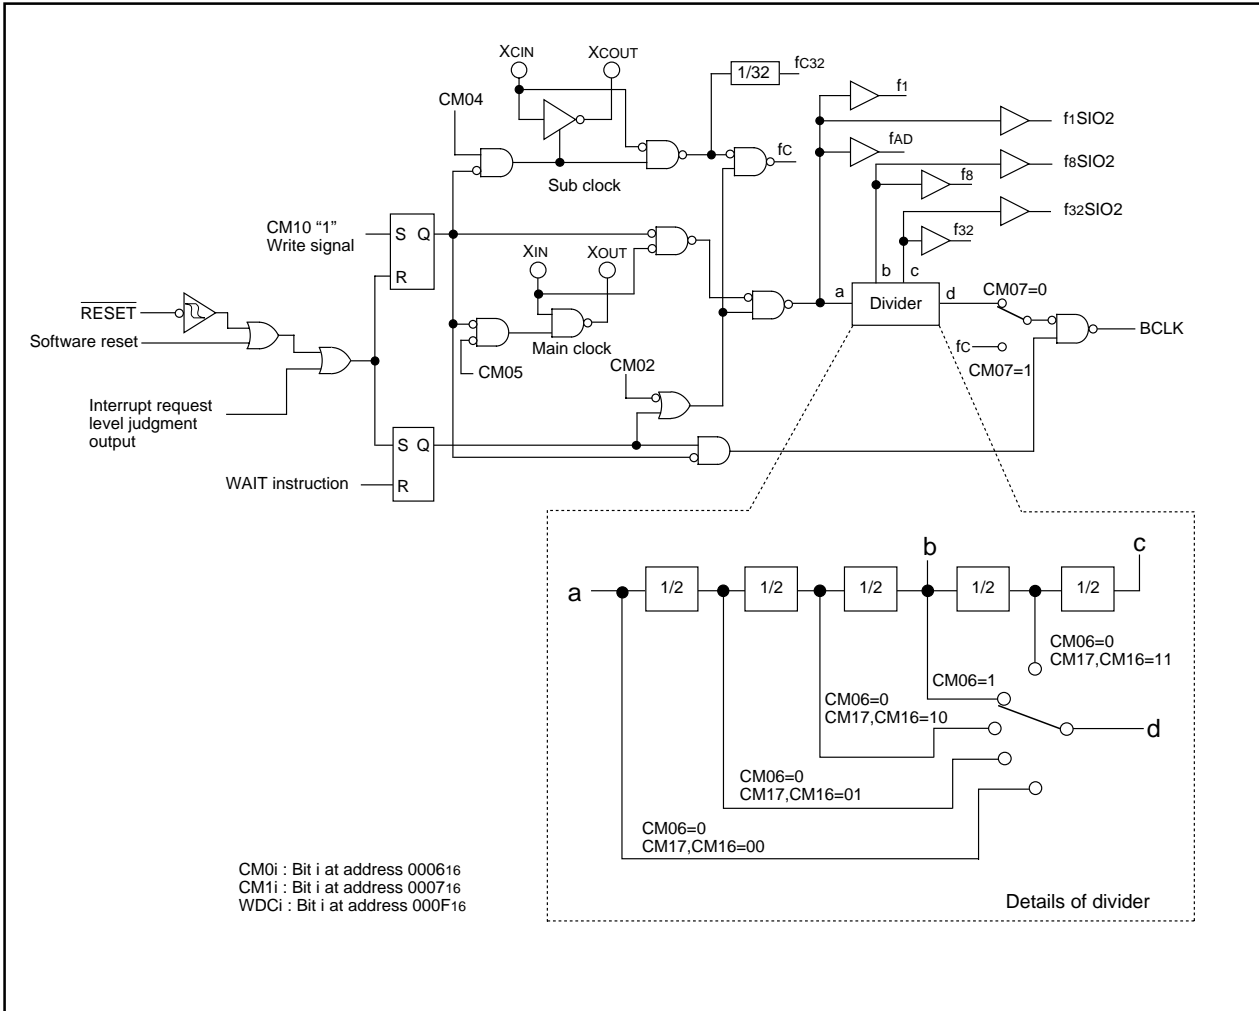 XCIN XCOUT
1/32 fC32
CM04
f1
f1SIO2
fAD
fC
f8SIO2
Sub clock
f8
CM10 “1”
Write signal
S Q
R
f32SIO2
f32
XIN XOUT
b c
RESET
a Divider d
CM07=0
BCLK
Software reset
Main clock
fC
CM07=1
CM05
CM02
Interrupt request
level judgment
output
S Q
R
WAIT instruction
b
c
a
1/2 1/2 1/2 1/2 1/2
CM06=0
CM17,CM16=11
CM06=1
CM06=0
CM17,CM16=10
d
CM06=0
CM17,CM16=01
CM06=0
CM17,CM16=00
CM0i : Bit i at address 000616
CM1i : Bit i at address 000716
WDCi : Bit i at address 000F16
Details of divider